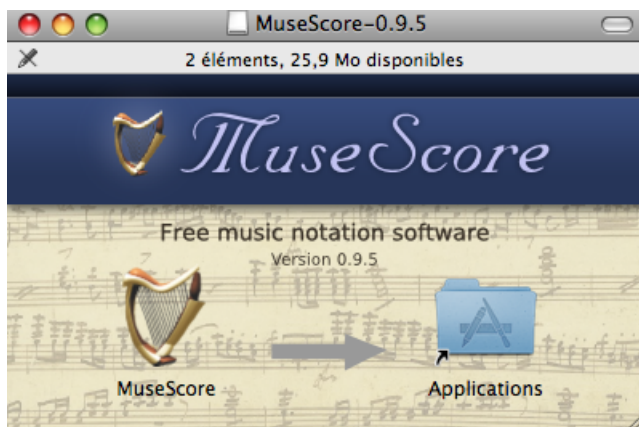 MuseScore-0.9.5
2 éléments, 25,9 Mo disponibles
MuseScore
Free music notation software
Version 0.9.5
MuseScore
Applications